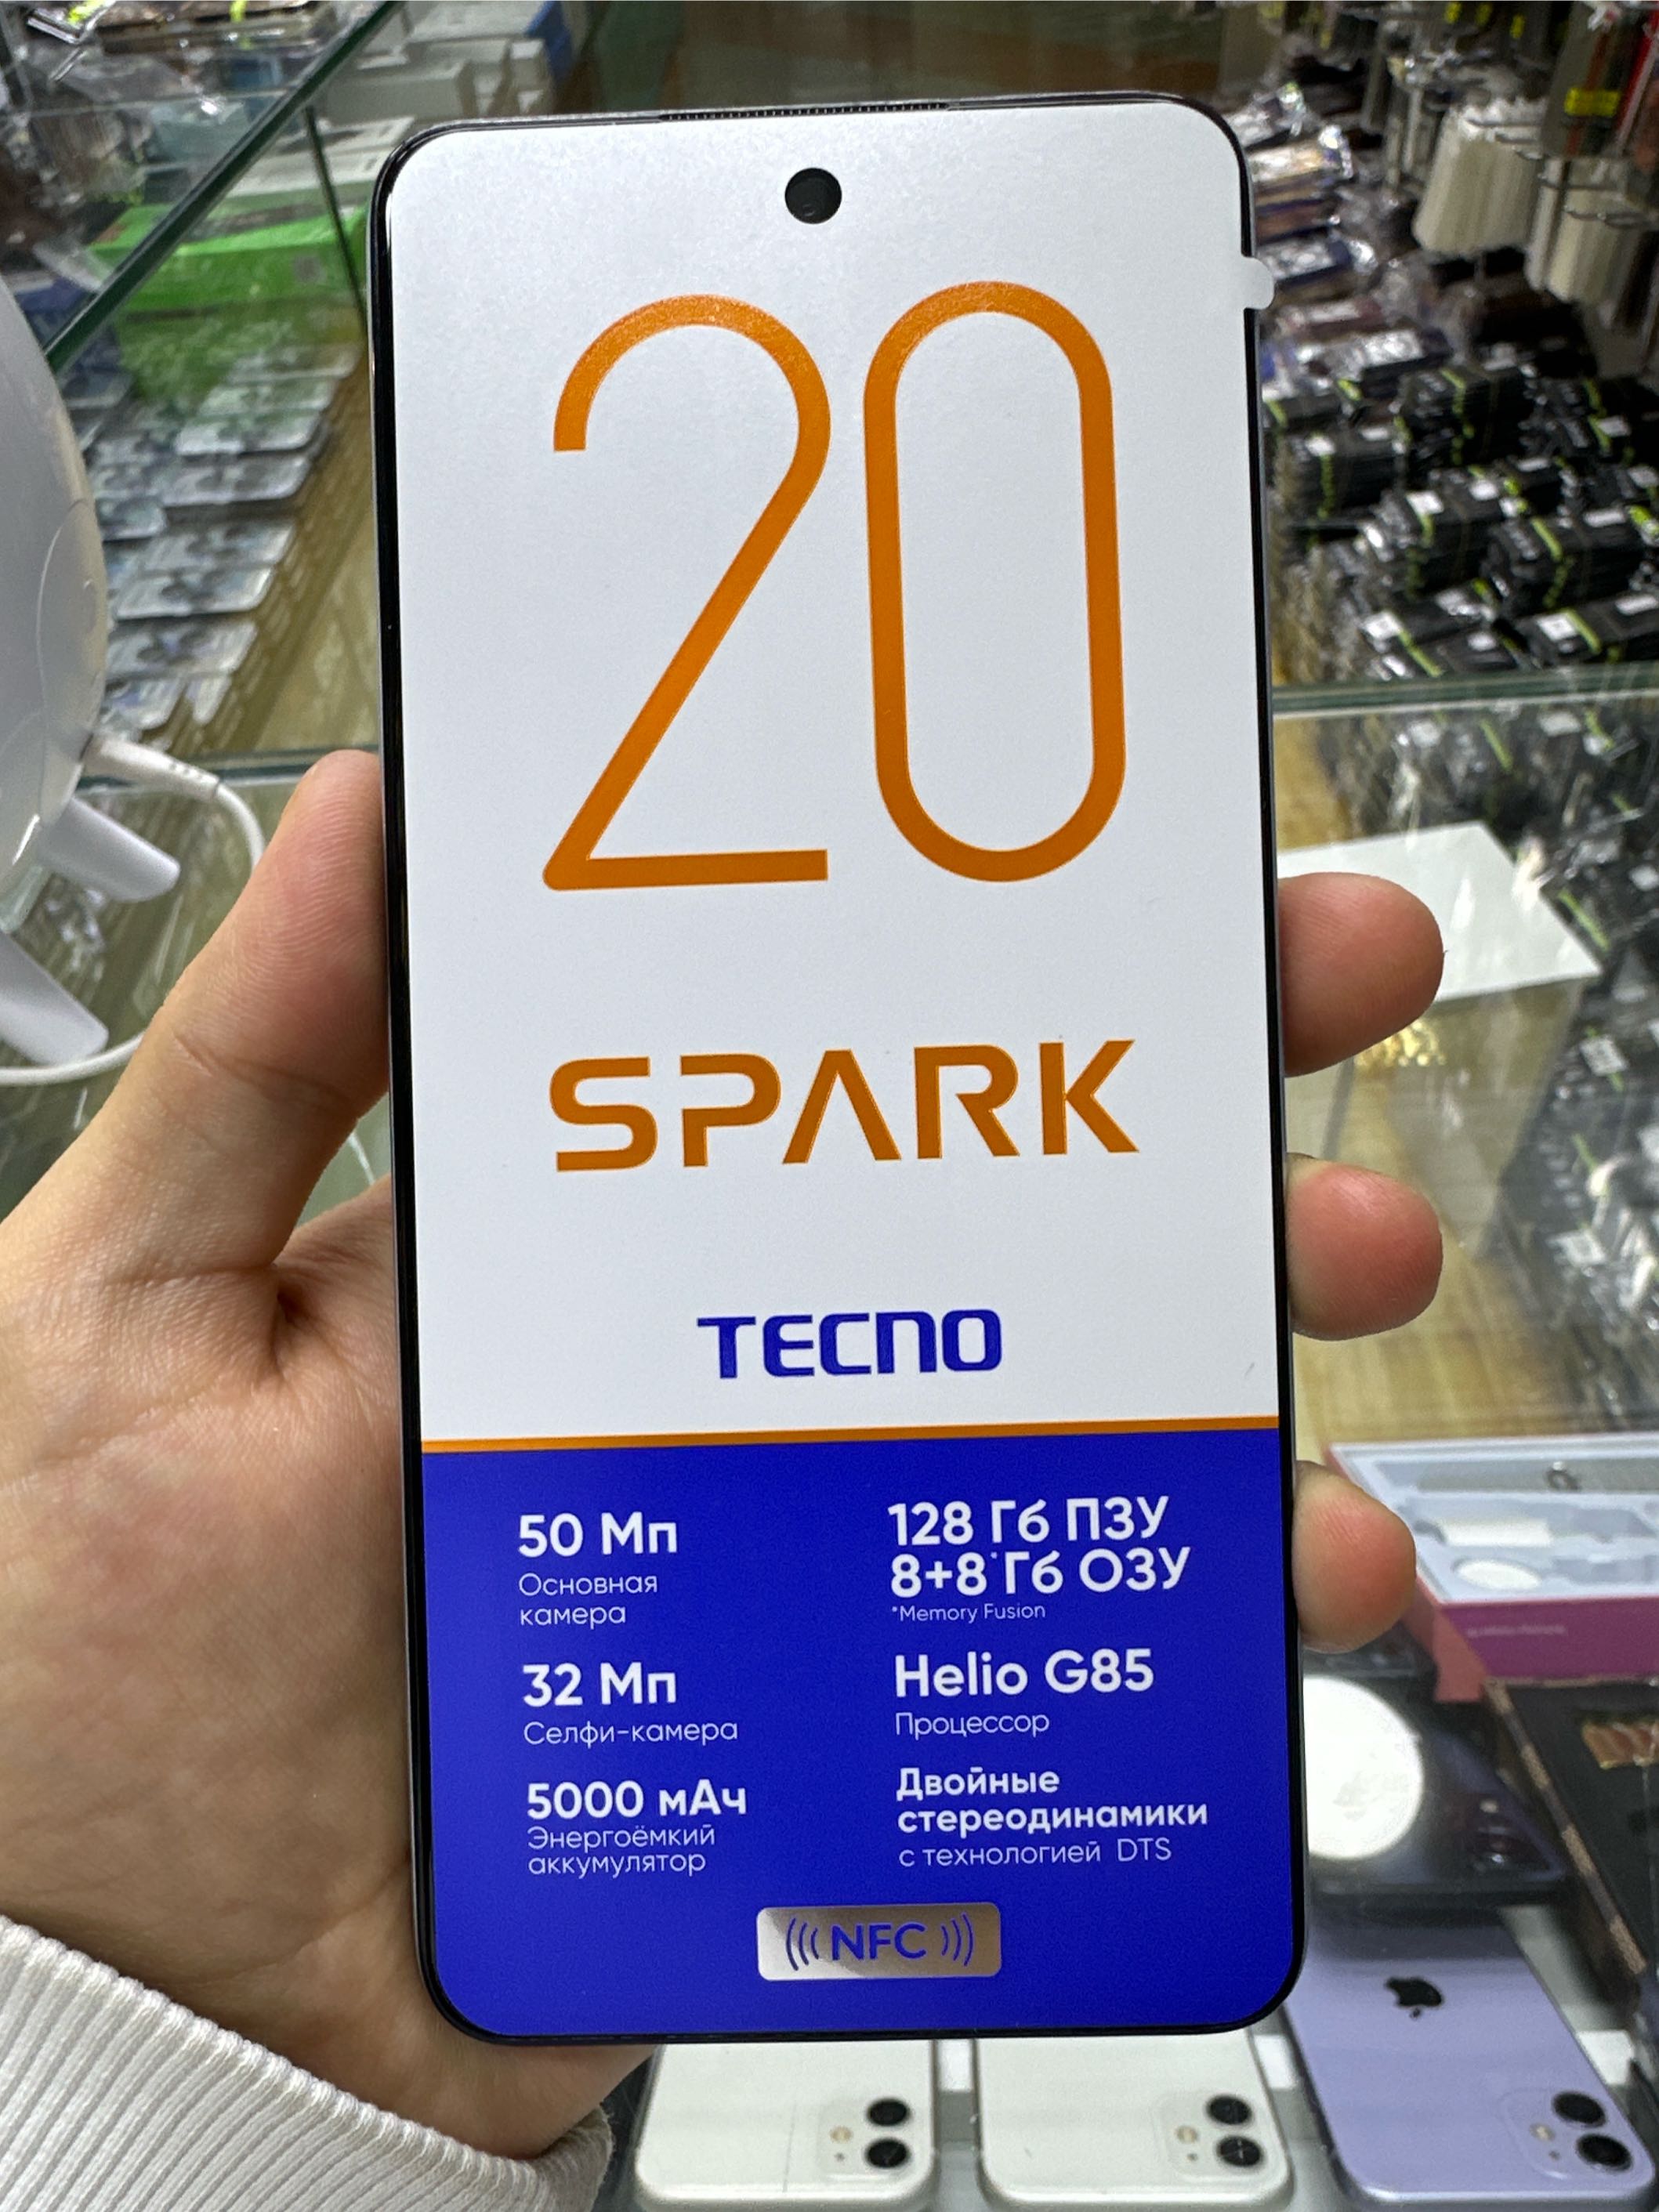 20
SPARK
TECNO
50 Мп
Основная
камера
32 Мп
Селфи-камера
5000 мАч
Энергоёмкий
аккумулятор
128 Гб ПЗУ
8+8*Гб ОЗУ
*Memory Fusion
Helio G85
Процессор
Двойные
стереодинамики
с технологией DTS
NFC